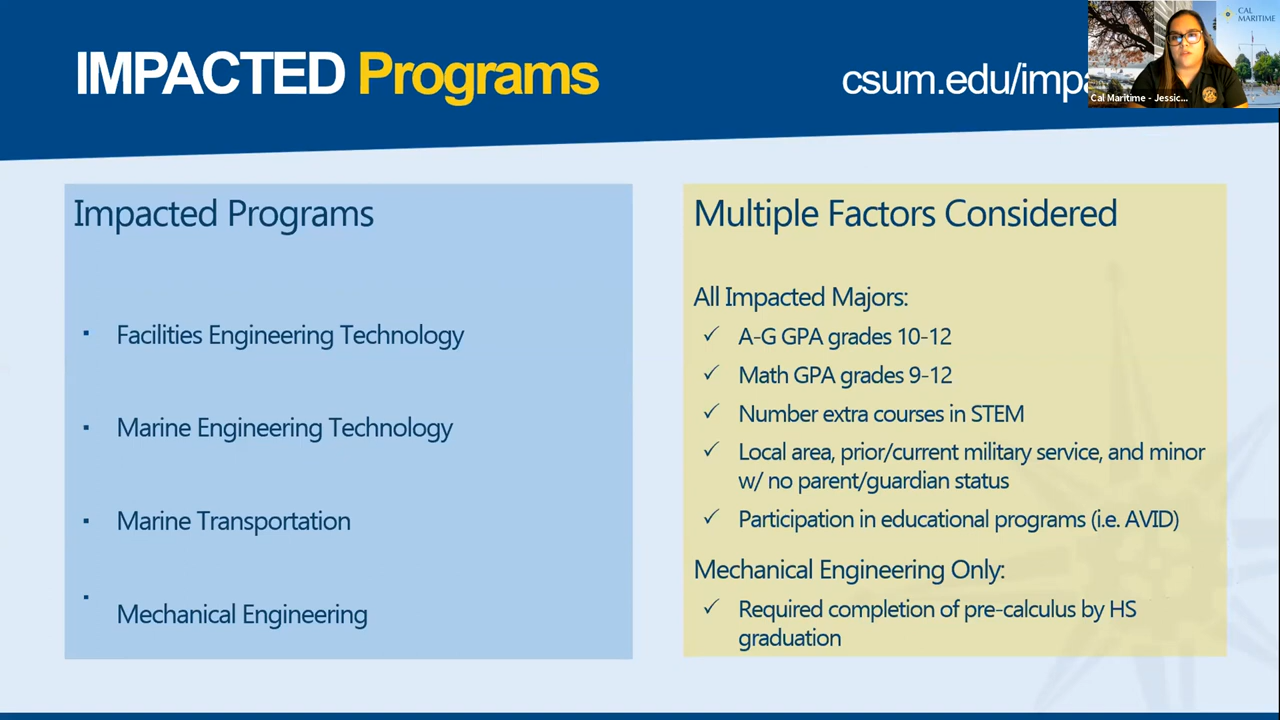 IMPACTED Programs
csum.edu/impa
CAL
MARITIME
Cal Maritime - Jessic...
Impacted Programs
▪ Facilities Engineering Technology
▪ Marine Engineering Technology
▪ Marine Transportation
▪ Mechanical Engineering
Multiple Factors Considered
All Impacted Majors:
✓ A-G GPA grades 10-12
✓ Math GPA grades 9-12
✓ Number extra courses in STEM
✓ Local area, prior/current military service, and minor
w/ no parent/guardian status
✓ Participation in educational programs (i.e. AVID)
Mechanical Engineering Only:
✓ Required completion of pre-calculus by HS
graduation